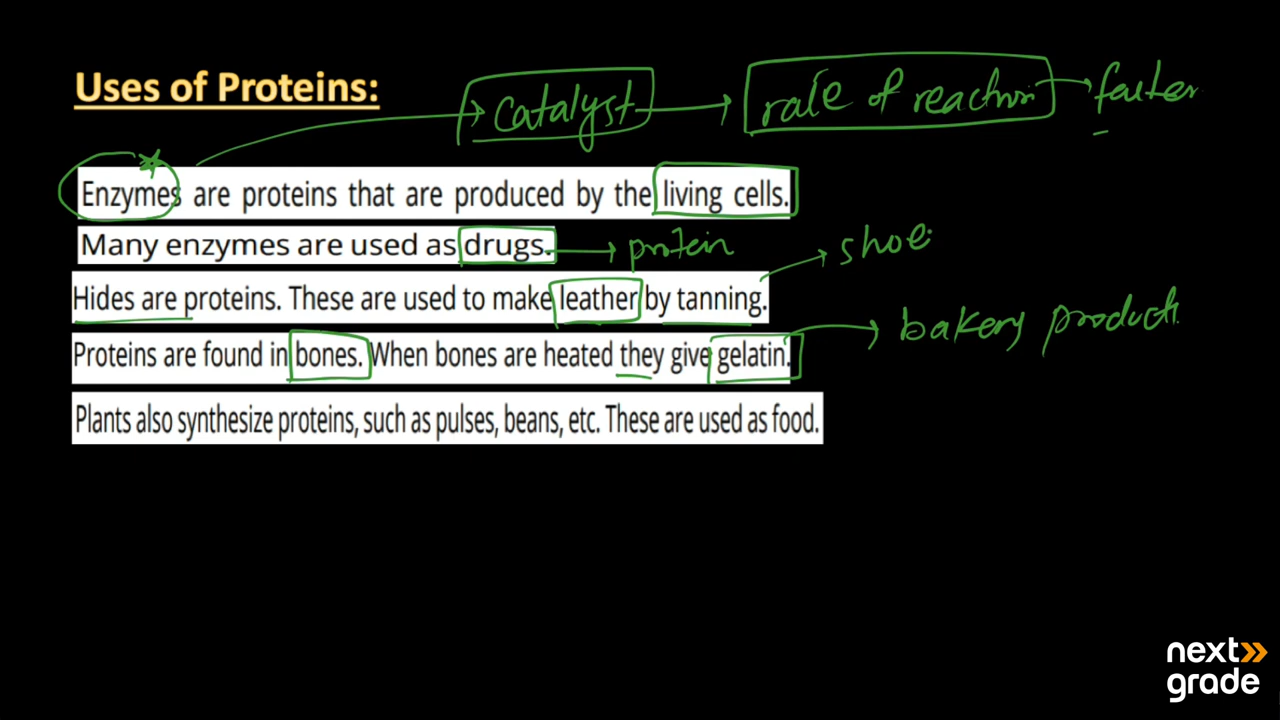 Uses of Proteins:
catalyst rate of reaction faster
Enzymes are proteins that are produced by the living cells.
Many enzymes are used as drugs. protein
shoe
Hides are proteins. These are used to make leather by tanning.
bakery product
Proteins are found in bones. When bones are heated they give gelatin.
Plants also synthesize proteins, such as pulses, beans, etc. These are used as food.
next
grade